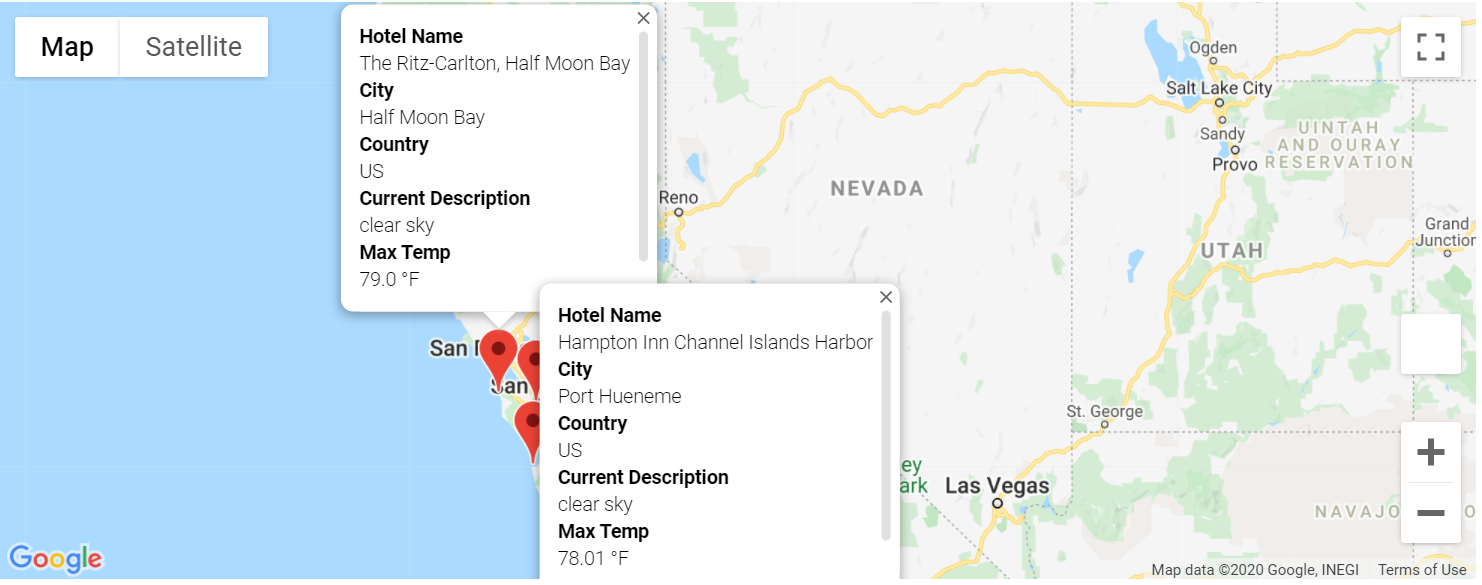 Map
Satellite
Hotel Name
The Ritz-Carlton, Half Moon Bay
City
Half Moon Bay
Country
US
Current Description
clear sky
Max Temp
79.0 °F
Hotel Name
Hampton Inn Channel Islands Harbor
City
Port Hueneme
Country
US
Current Description
clear sky
Max Temp
78.01 °F
Ogden
Salt Lake City
Sandy
Provo
UINTAH
AND OURAY
RESERVATION
Reno
NEVADA
UTAH
Grand
Junction
San
San
St. George
Las Vegas
ey
ark
NAVAJO
Google
Map data ©2020 Google, INEGI
Terms of Use